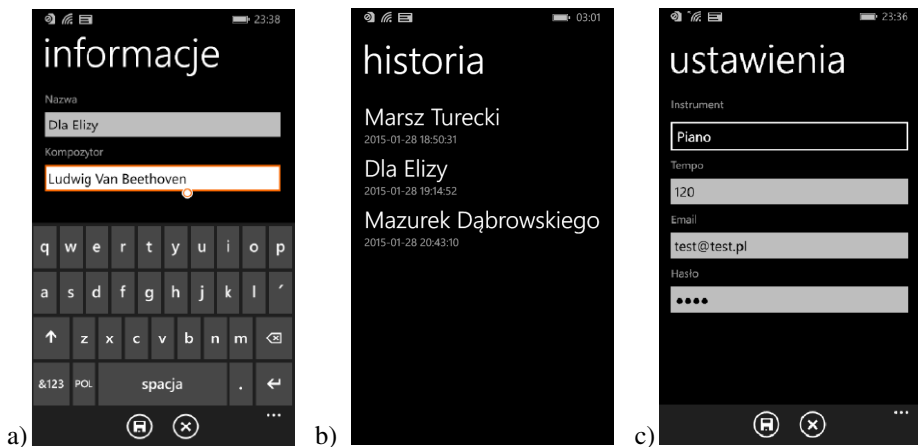 23:38
informacje
Nazwa
Dla Elizy
Kompozytor
Ludwig Van Beethoven
q w e r t y u i o p
a s d f g h j k l ´
z x c v b n m
&123 POL spacja .
...
a)
03:01
historia
Marsz Turecki
2015-01-28 18:50:31
Dla Elizy
2015-01-28 19:14:52
Mazurek Dąbrowskiego
2015-01-28 20:43:10
b)
23:36
ustawienia
Instrument
Piano
Tempo
120
Email
test@test.pl
Hasło
••••
...
c)